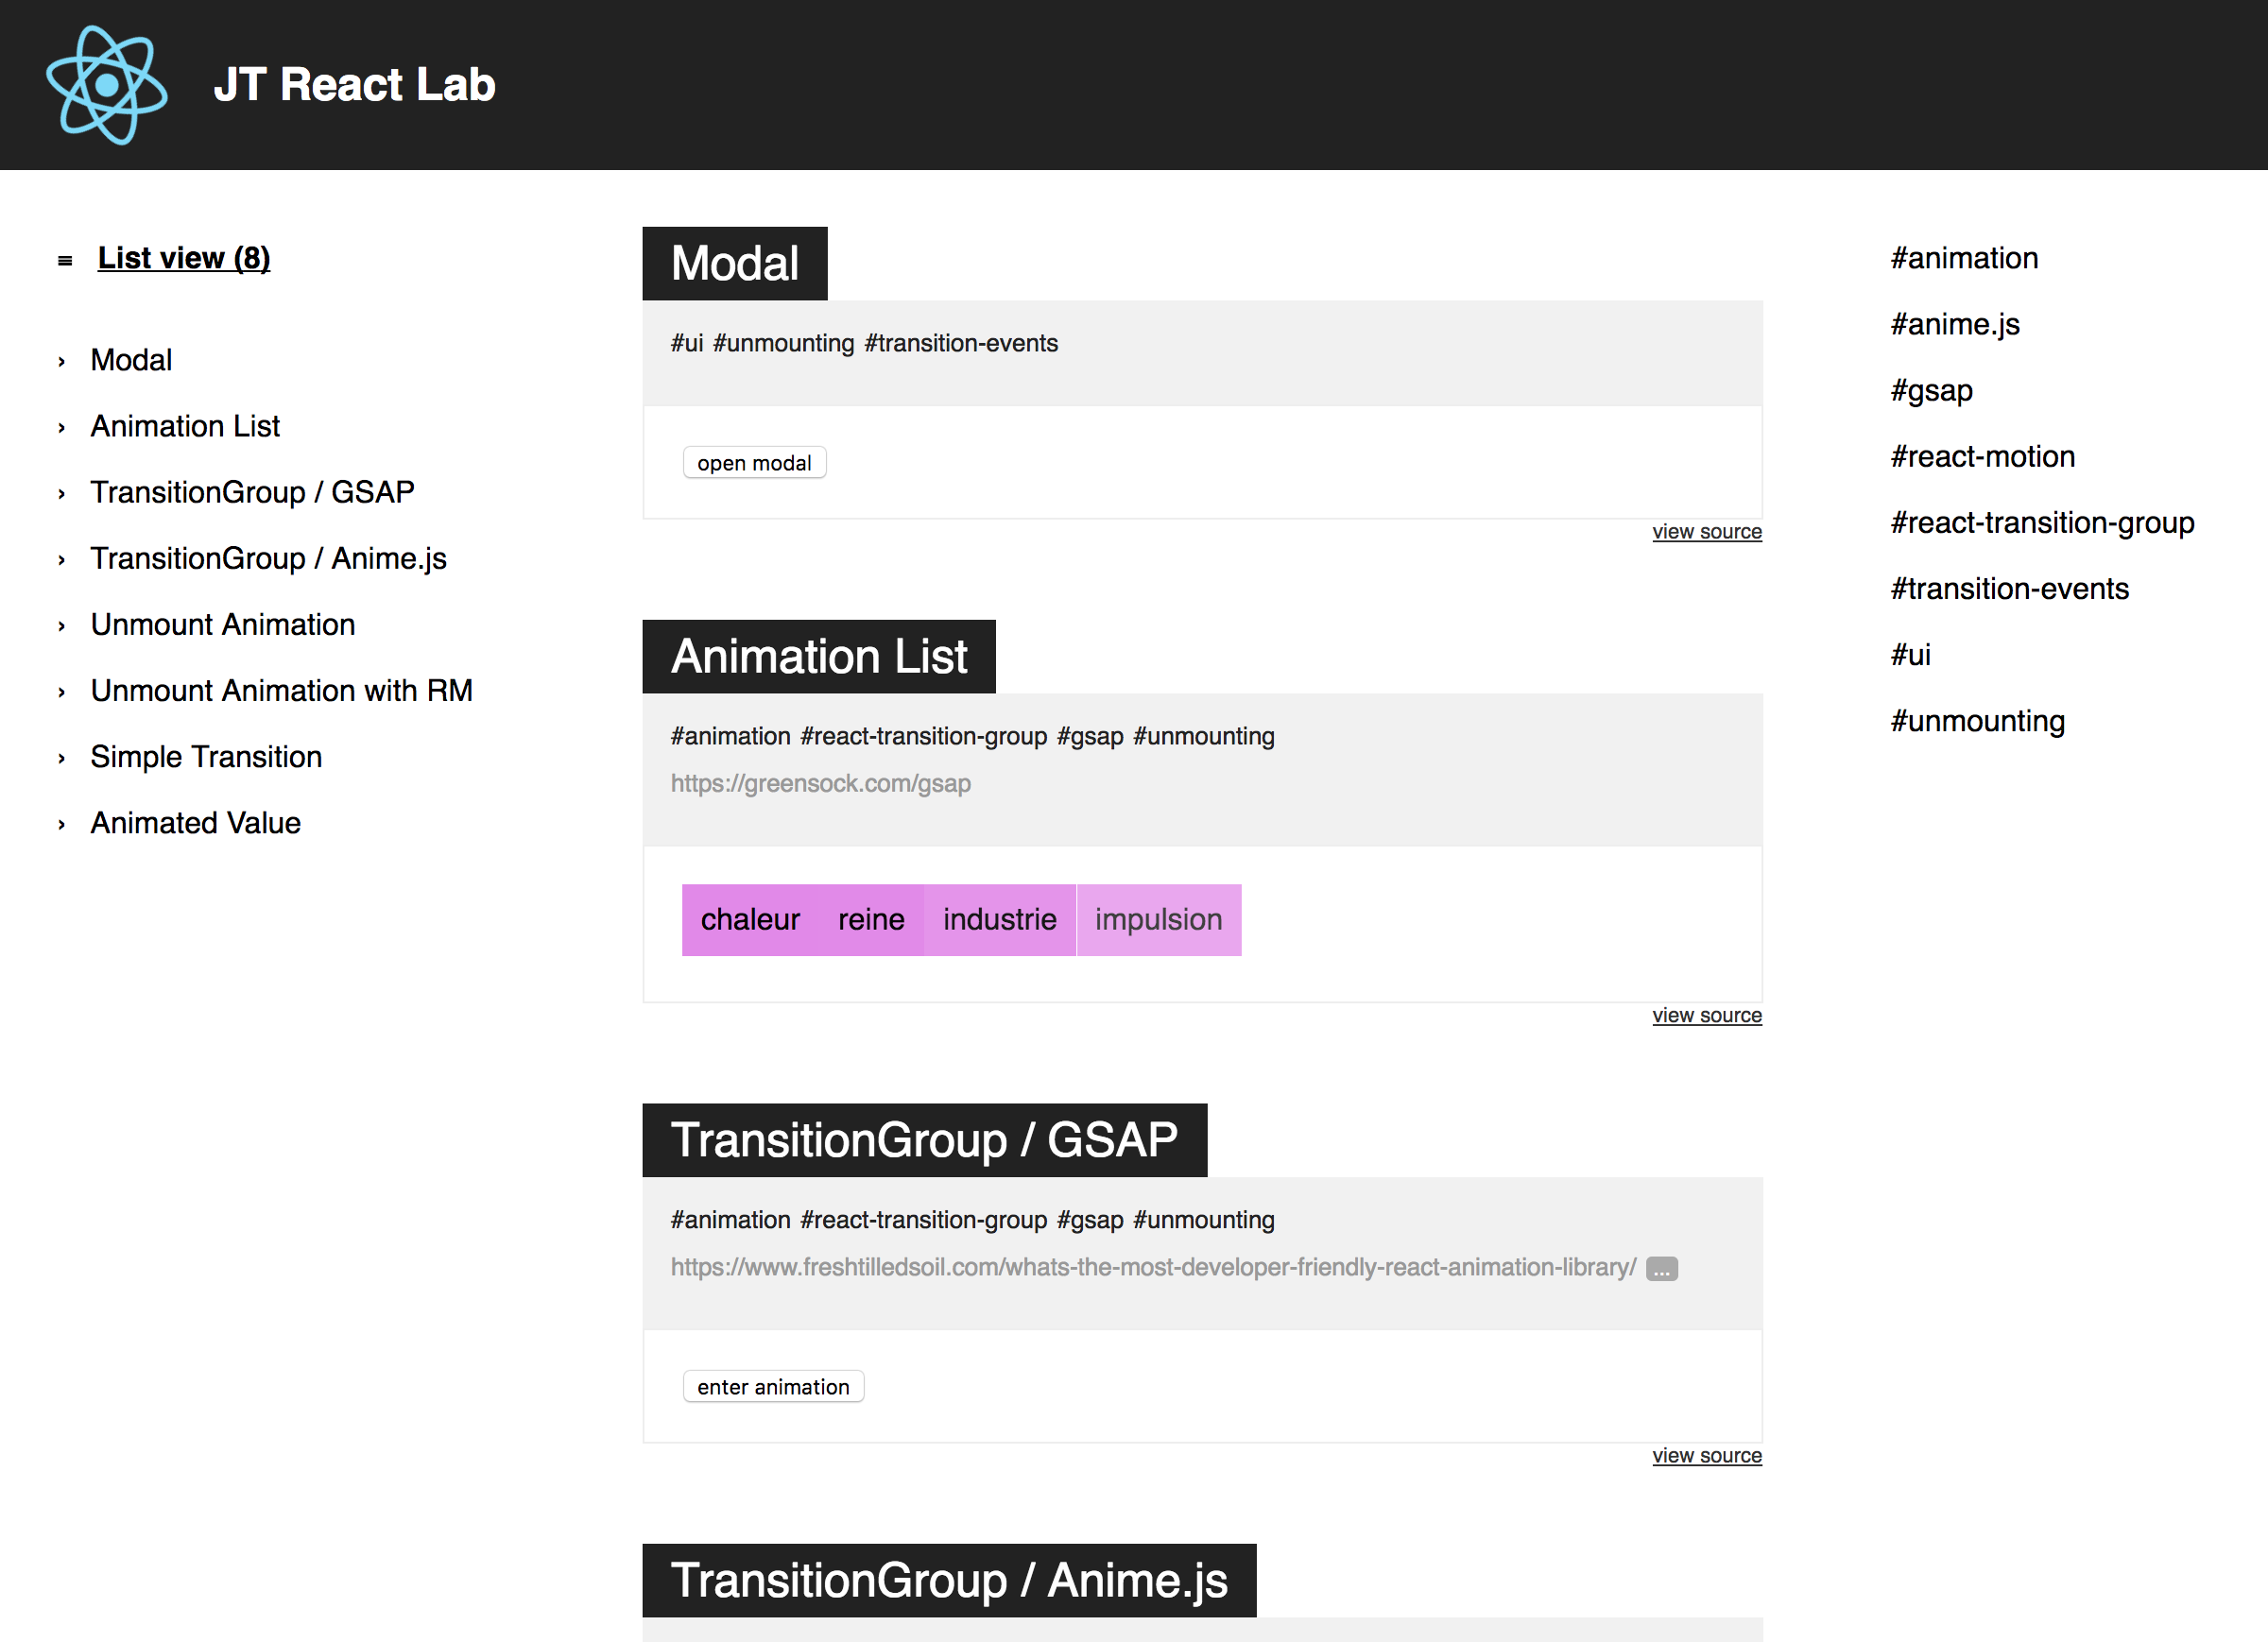 JT React Lab
≡ List view (8)
› Modal
› Animation List
› TransitionGroup / GSAP
› TransitionGroup / Anime.js
› Unmount Animation
› Unmount Animation with RM
› Simple Transition
› Animated Value
Modal
#ui #unmounting #transition-events
open modal
view source
Animation List
#animation #react-transition-group #gsap #unmounting
https://greensock.com/gsap
chaleur reine industrie impulsion
view source
TransitionGroup / GSAP
#animation #react-transition-group #gsap #unmounting
https://www.freshtilledsoil.com/whats-the-most-developer-friendly-react-animation-library/ ...
enter animation
view source
TransitionGroup / Anime.js
#animation
#anime.js
#gsap
#react-motion
#react-transition-group
#transition-events
#ui
#unmounting